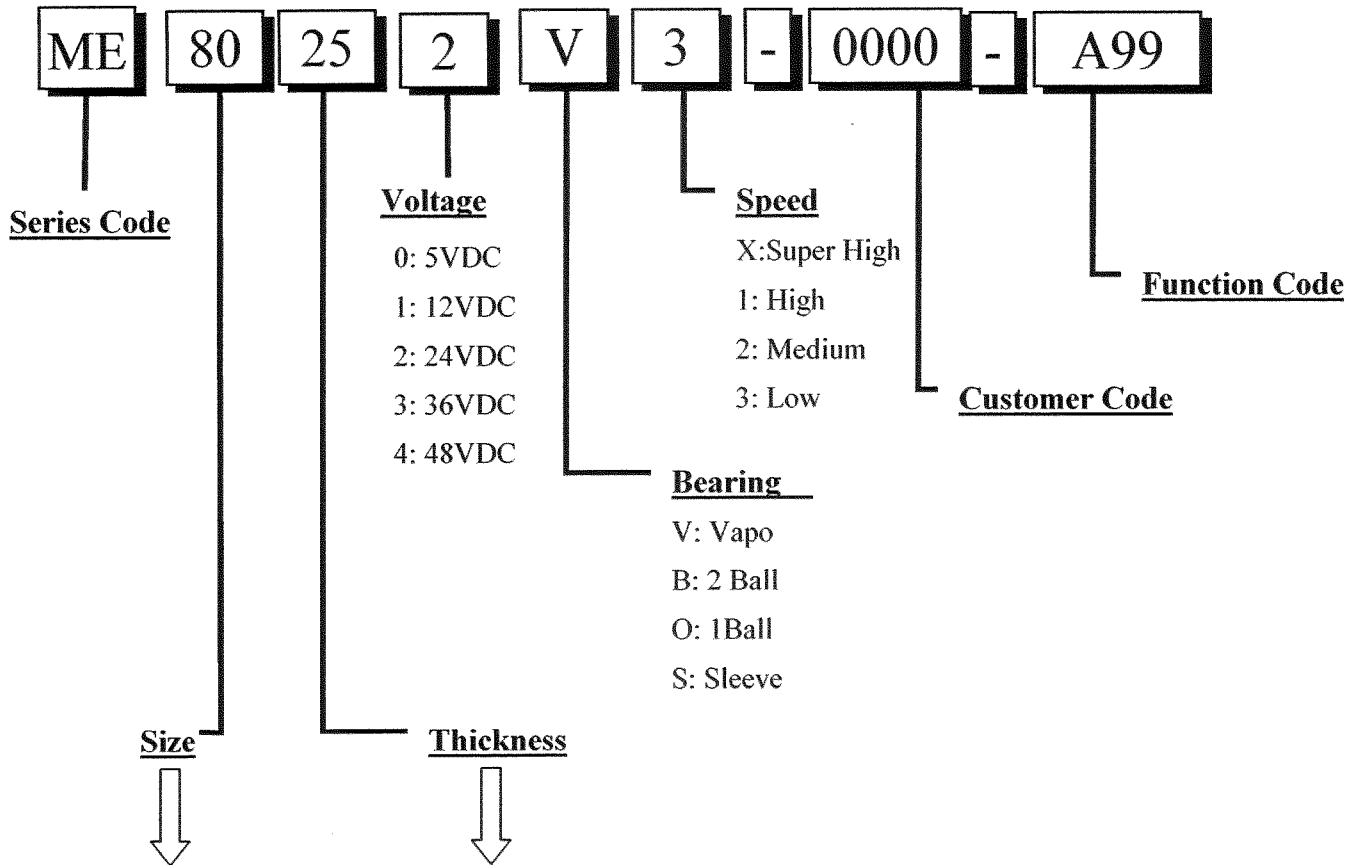 ME 80 25 2 V 3 - 0000 - A99
Series Code
Voltage
0: 5VDC
1: 12VDC
2: 24VDC
3: 36VDC
4: 48VDC
Speed
X:Super High
1: High
2: Medium
3: Low
Function Code
Customer Code
Bearing
V: Vapo
B: 2 Ball
O: 1Ball
S: Sleeve
Size
Thickness